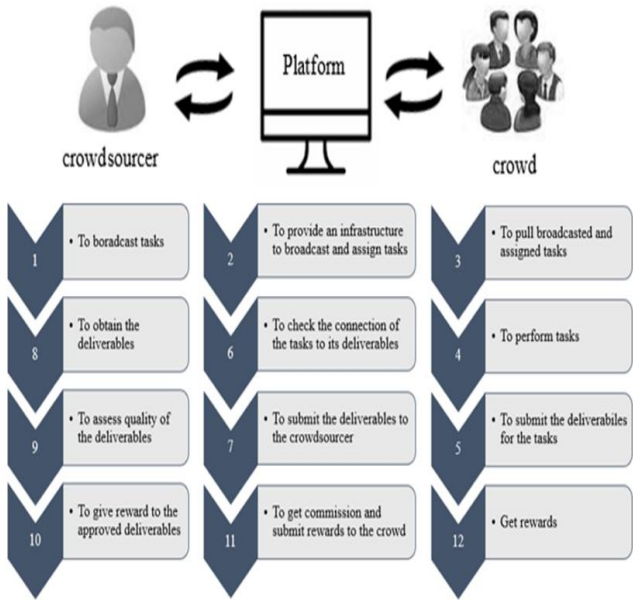 Platform
crowdsourcer
crowd
1
• To boradcast tasks
2
• To provide an infrastructure
to broadcast and assign tasks
3
• To pull broadcasted and
assigned tasks
8
• To obtain the
deliverables
6
• To check the connection of
the tasks to its deliverables
4
• To perform tasks
9
• To assess quality of
the deliverables
7
• To submit the deliverables to
the crowdsourcer
5
• To submit the deliverabiles
for the tasks
10
• To give reward to the
approved deliverables
11
• To get commission and
submit rewards to the crowd
12
• Get rewards